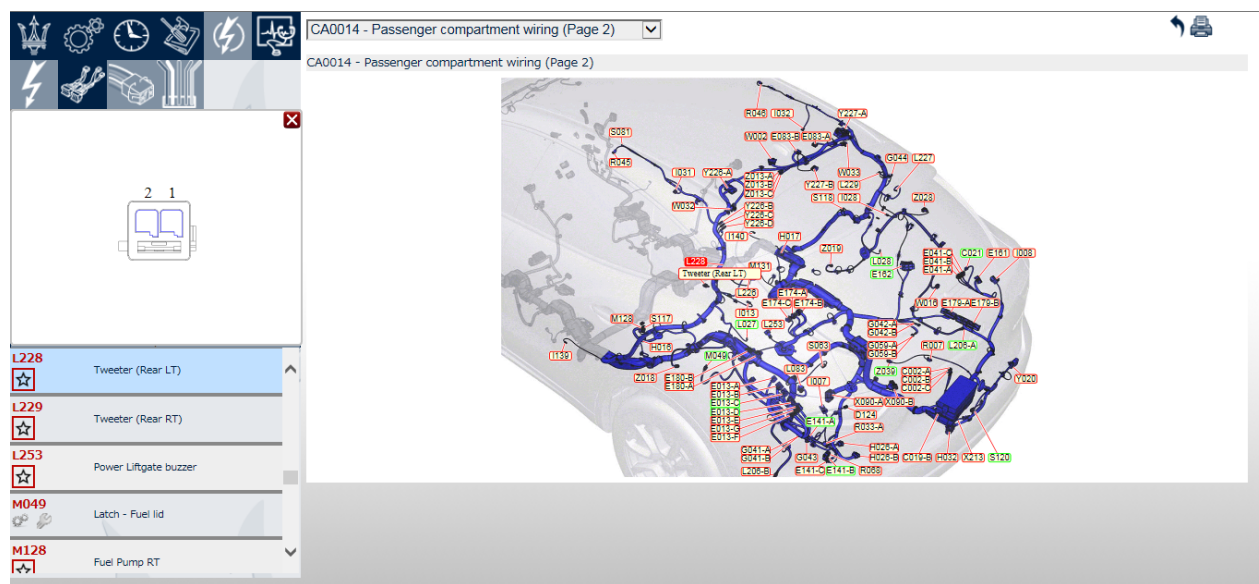 CA0014 - Passenger compartment wiring (Page 2)
CA0014 - Passenger compartment wiring (Page 2)
2 1
L228
Tweeter (Rear LT)
L229
Tweeter (Rear RT)
L253
Power Liftgate buzzer
M049
Latch - Fuel lid
M128
Fuel Pump RT
R046 I032 Y227-A
S081
W002 E083-B E083-A
R045
G044 L227
I031 Y226-A
W033
Z013-A
Z013-B
Z013-C
Y227-B L229
S118 I028 Z028
W032
Y226-B
Y226-C
Y226-D
I140 H017
Z019
L228
Tweeter (Rear LT)
M131
L028
E162
E041-C C021 E161 I008
E041-B
E041-A
L226
E174-A
E174-C E174-B
W016 E179-A E179-B
I013
M128 S117 L027 L253
G042-A
G042-B
I139 H016
M049
S063
G059-A
G059-B
R007 L206-A
Z018
E180-B
E180-A
L083
I007
Z039
C002-A
C002-B
C002-C
Y020
E013-A
E013-B
E013-C
E013-D
E013-E
E013-G
E013-F
X090-A X090-B
D124
E141-A
R033-A
G041-A
G041-B
G043
H026-A
H026-B
C019-B H032 X213 S120
L206-B E141-C E141-B R068